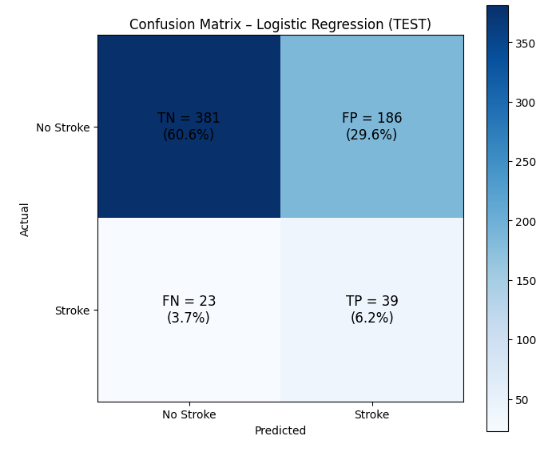 Confusion Matrix – Logistic Regression (TEST)
TN = 381
(60.6%)
FP = 186
(29.6%)
FN = 23
(3.7%)
TP = 39
(6.2%)
No Stroke
Stroke
Actual
No Stroke
Stroke
Predicted
350
300
250
200
150
100
50